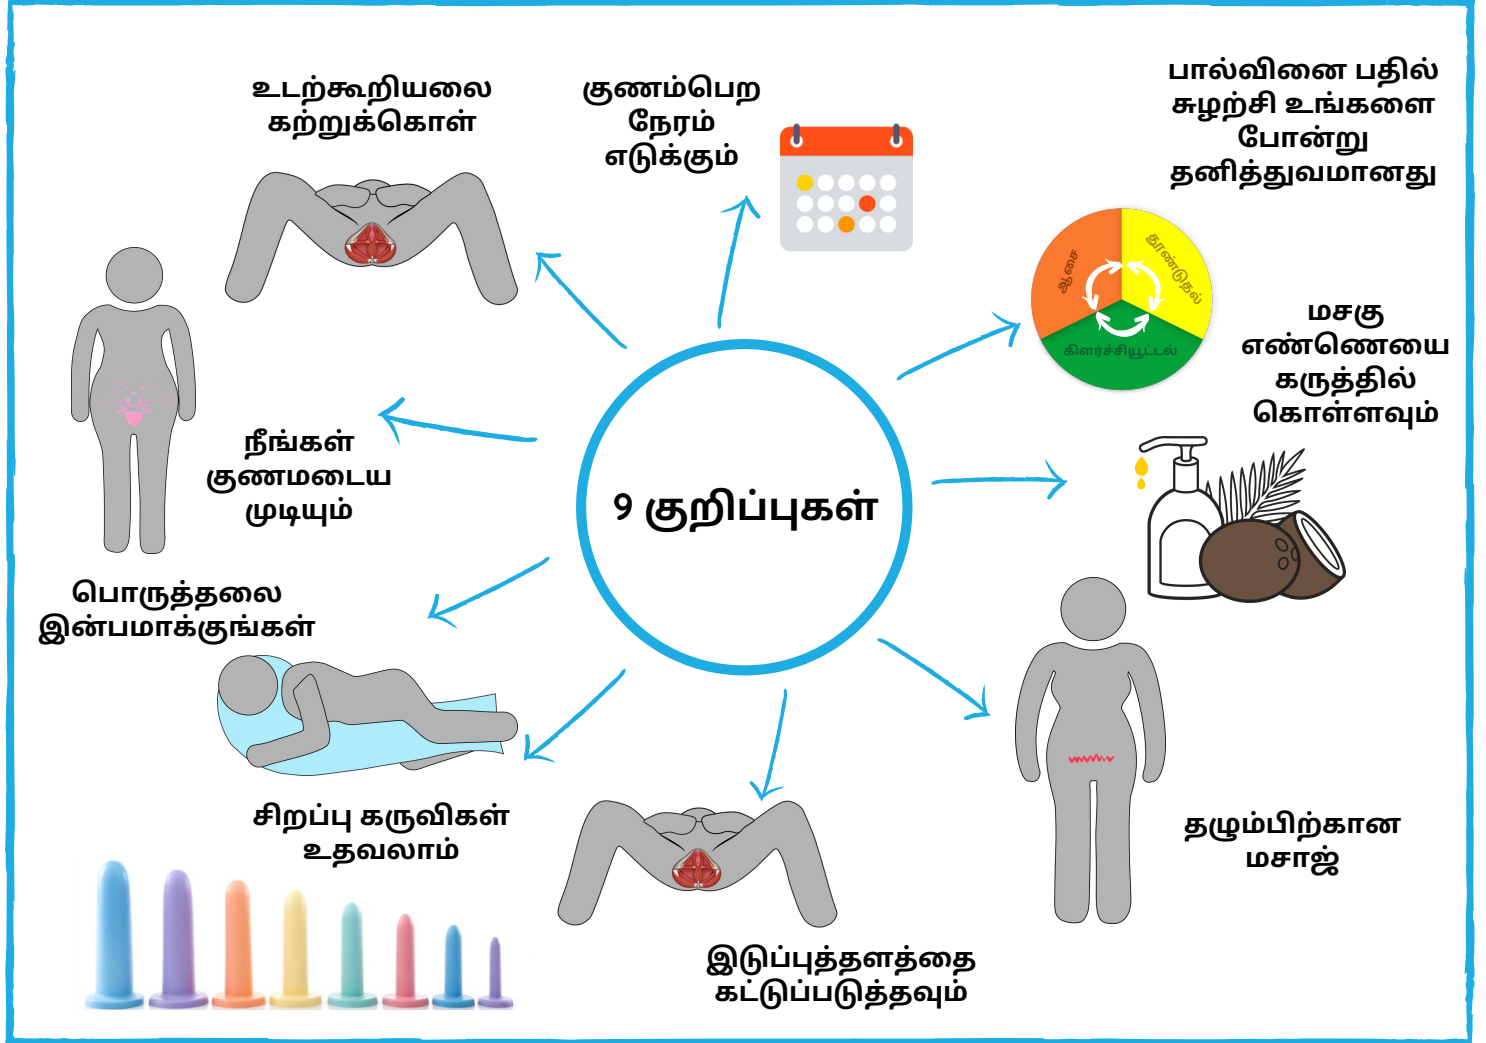 உடற்கூறியலை
கற்றுக்கொள்
குணம்பெற
நேரம்
எடுக்கும்
பால்வினை பதில்
சுழற்சி உங்களை
போன்று
தனித்துவமானது
ஆசை
தூண்டுதல்
கிளர்ச்சியூட்டல்
மசகு
எண்ணெயை
கருத்தில்
கொள்ளவும்
நீங்கள்
குணமடைய
முடியும்
9 குறிப்புகள்
பொருத்தலை
இன்பமாக்குங்கள்
சிறப்பு கருவிகள்
உதவலாம்
தழும்பிற்கான
மசாஜ்
இடுப்புத்தளத்தை
கட்டுப்படுத்தவும்